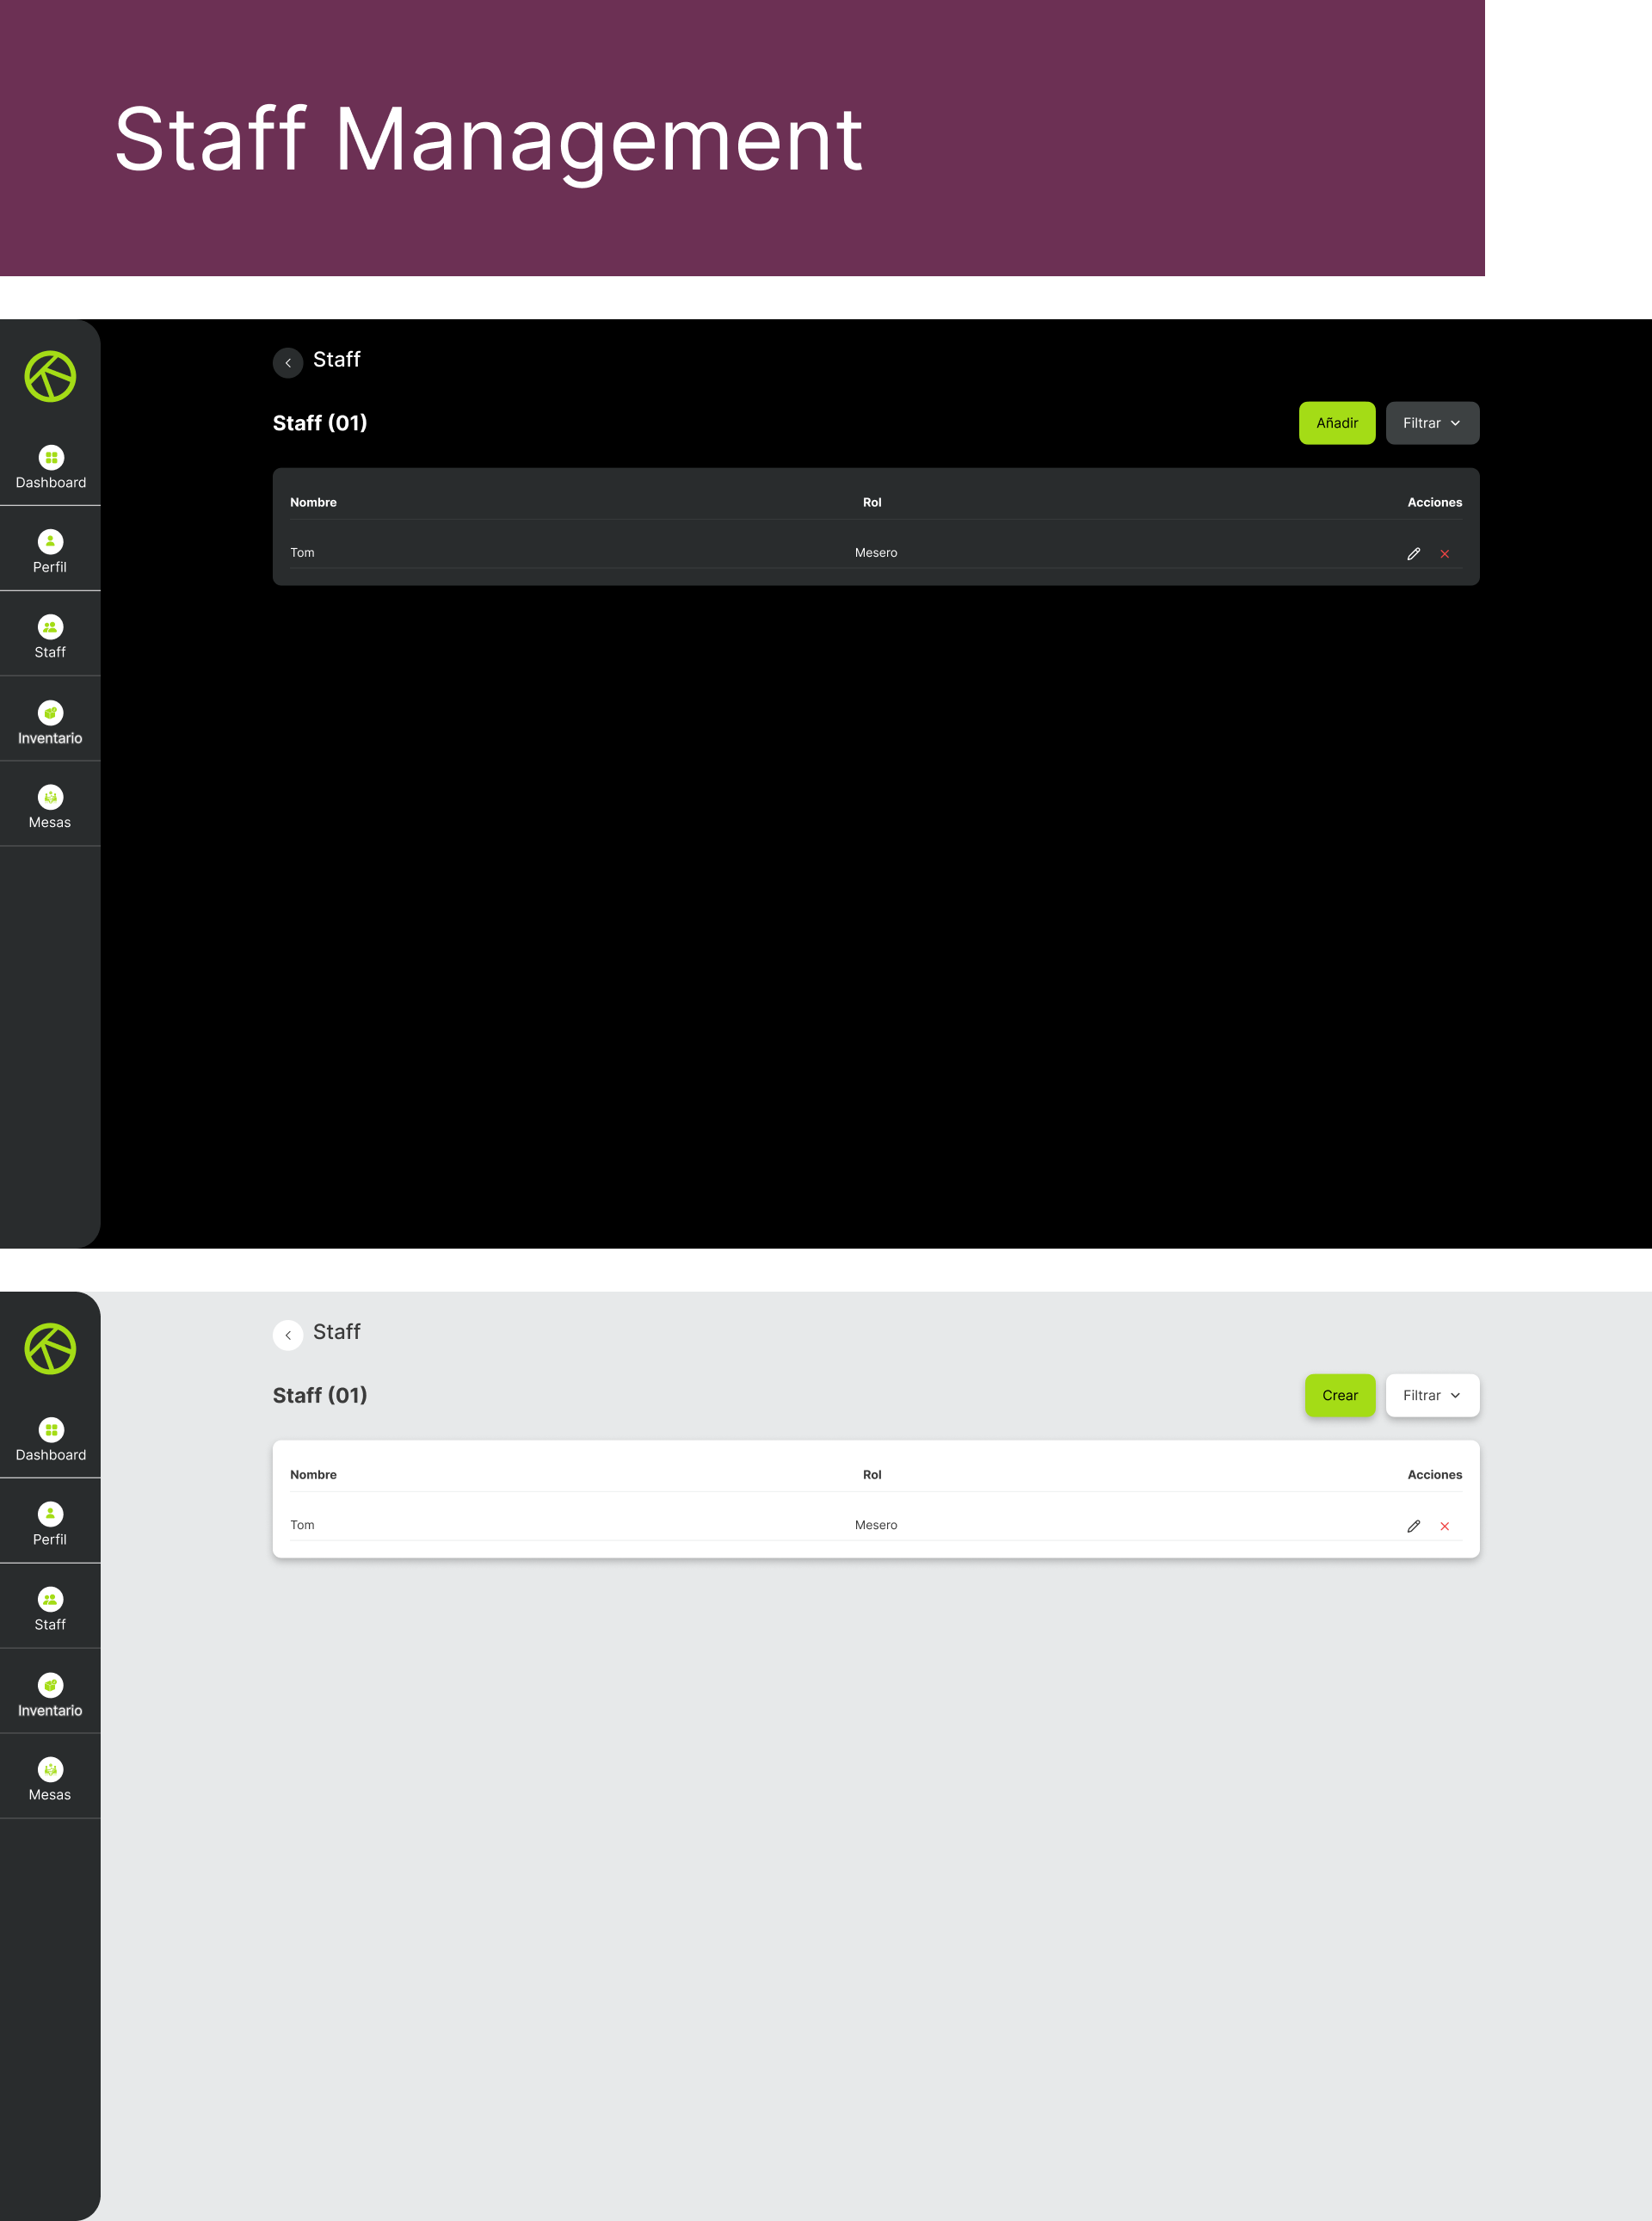 Staff Management
Staff
Staff (01)
Añadir
Filtrar
Dashboard
Nombre
Rol
Acciones
Perfil
Tom
Mesero
Staff
Inventario
Mesas
Staff
Staff (01)
Crear
Filtrar
Dashboard
Nombre
Rol
Acciones
Perfil
Tom
Mesero
Staff
Inventario
Mesas